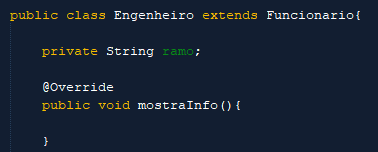 public class Engenheiro extends Funcionario{
private String ramo;
@Override
public void mostraInfo(){
}